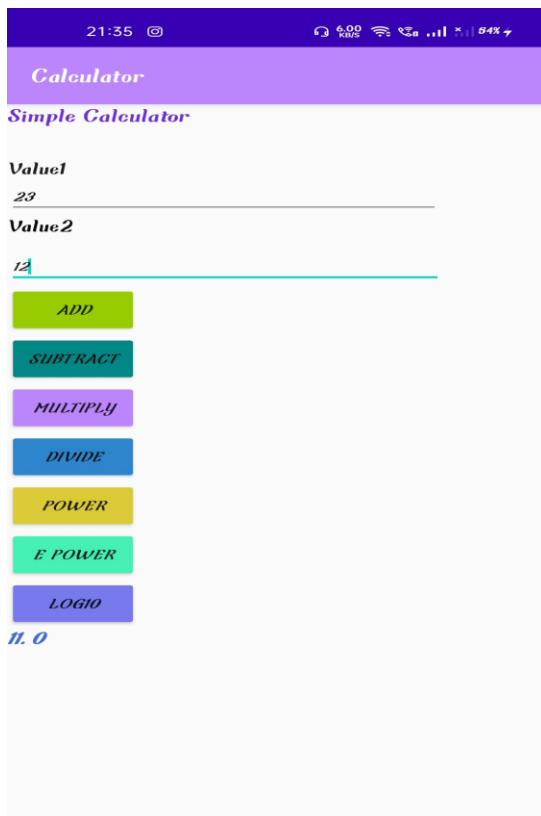 21:35 6.00 KB/S 54%
Calculator
Simple Calculator
Value1
23
Value2
12
ADD
SUBTRACT
MULTIPLY
DIVIDE
POWER
E POWER
LOG10
11.0